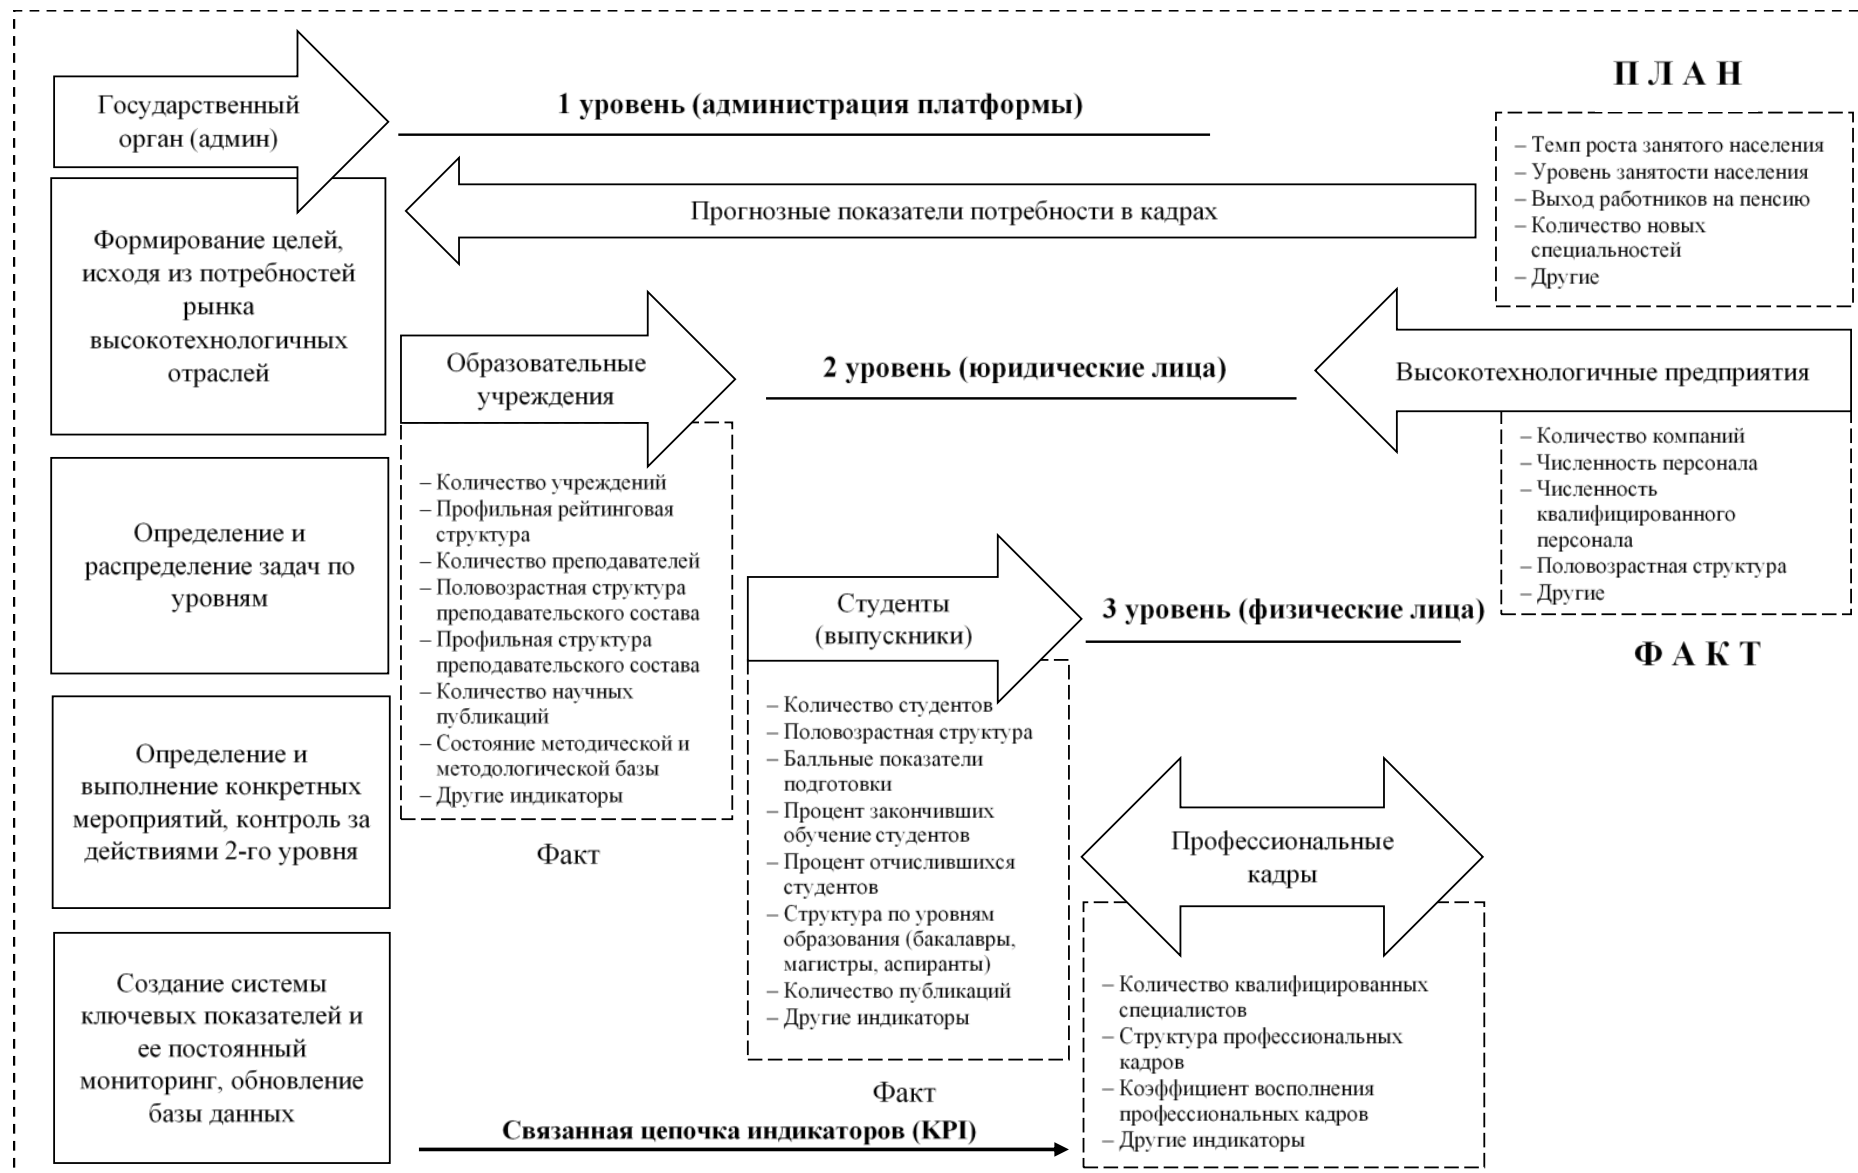 Государственный
орган (админ)
1 уровень (администрация платформы)
П Л А Н
– Темп роста занятого населения
– Уровень занятости населения
– Выход работников на пенсию
– Количество новых
специальностей
– Другие
Прогнозные показатели потребности в кадрах
Формирование целей,
исходя из потребностей
рынка
высокотехнологичных
отраслей
Образовательные
учреждения
2 уровень (юридические лица)
Высокотехнологичные предприятия
– Количество компаний
– Численность персонала
– Численность
квалифицированного
персонала
– Половозрастная структура
– Другие
Ф А К Т
– Количество учреждений
– Профильная рейтинговая
структура
– Количество преподавателей
– Половозрастная структура
преподавательского состава
– Профильная структура
преподавательского состава
– Количество научных
публикаций
– Состояние методической и
методологической базы
– Другие индикаторы
Факт
Определение и
распределение задач по
уровням
Студенты
(выпускники)
3 уровень (физические лица)
– Количество студентов
– Половозрастная структура
– Балльные показатели
подготовки
– Процент закончивших
обучение студентов
– Процент отчислившихся
студентов
– Структура по уровням
образования (бакалавры,
магистры, аспиранты)
– Количество публикаций
– Другие индикаторы
Факт
Определение и
выполнение конкретных
мероприятий, контроль за
действиями 2-го уровня
Профессиональные
кадры
– Количество квалифицированных
специалистов
– Структура профессиональных
кадров
– Коэффициент восполнения
профессиональных кадров
– Другие индикаторы
Создание системы
ключевых показателей и
ее постоянный
мониторинг, обновление
базы данных
Связанная цепочка индикаторов (KPI)